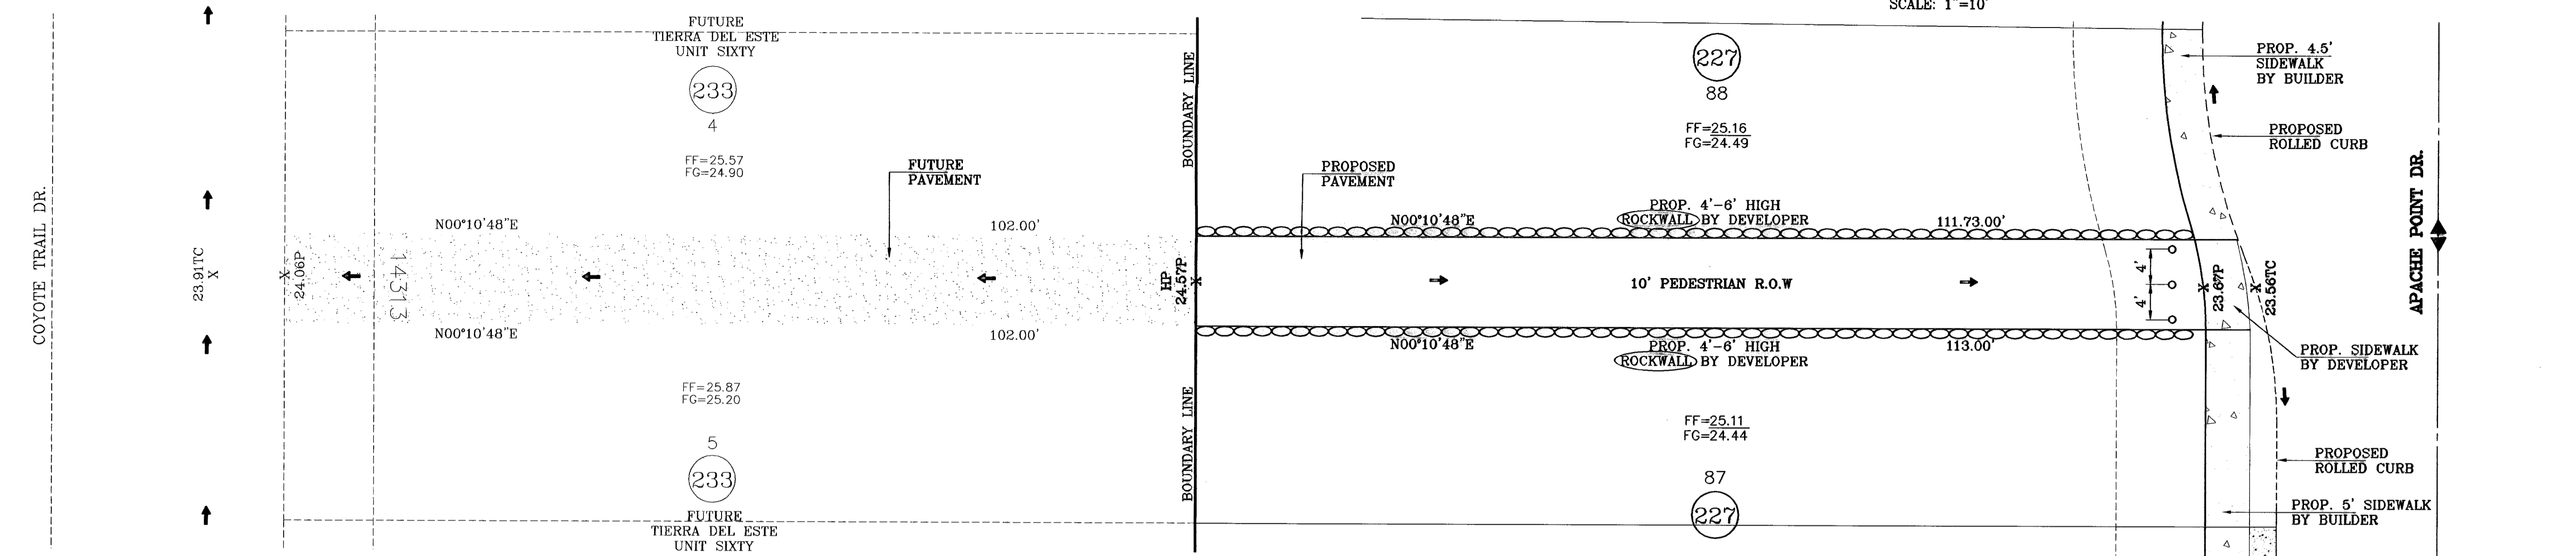 SCALE: 1"=10'
FUTURE
TIERRA DEL ESTE
UNIT SIXTY
233
4
FF=25.57
FG=24.90
FUTURE
PAVEMENT
N00°10'48"E
102.00'
COYOTE TRAIL DR.
23.91TC
X
X
24.06P
14313
N00°10'48"E
102.00'
FF=25.87
FG=25.20
5
233
FUTURE
TIERRA DEL ESTE
UNIT SIXTY
BOUNDARY LINE
HP
24.57P
X
BOUNDARY LINE
227
88
FF=25.16
FG=24.49
PROPOSED
PAVEMENT
PROP. 4'-6' HIGH
ROCKWALL BY DEVELOPER
N00°10'48"E
111.73.00'
10' PEDESTRIAN R.O.W
4'
4'
X
23.67P
X
23.56TC
N00°10'48"E
PROP. 4'-6' HIGH
ROCKWALL BY DEVELOPER
113.00'
FF=25.11
FG=24.44
87
227
PROP. 4.5'
SIDEWALK
BY BUILDER
PROPOSED
ROLLED CURB
APACHE POINT DR.
PROP. SIDEWALK
BY DEVELOPER
PROPOSED
ROLLED CURB
PROP. 5' SIDEWALK
BY BUILDER